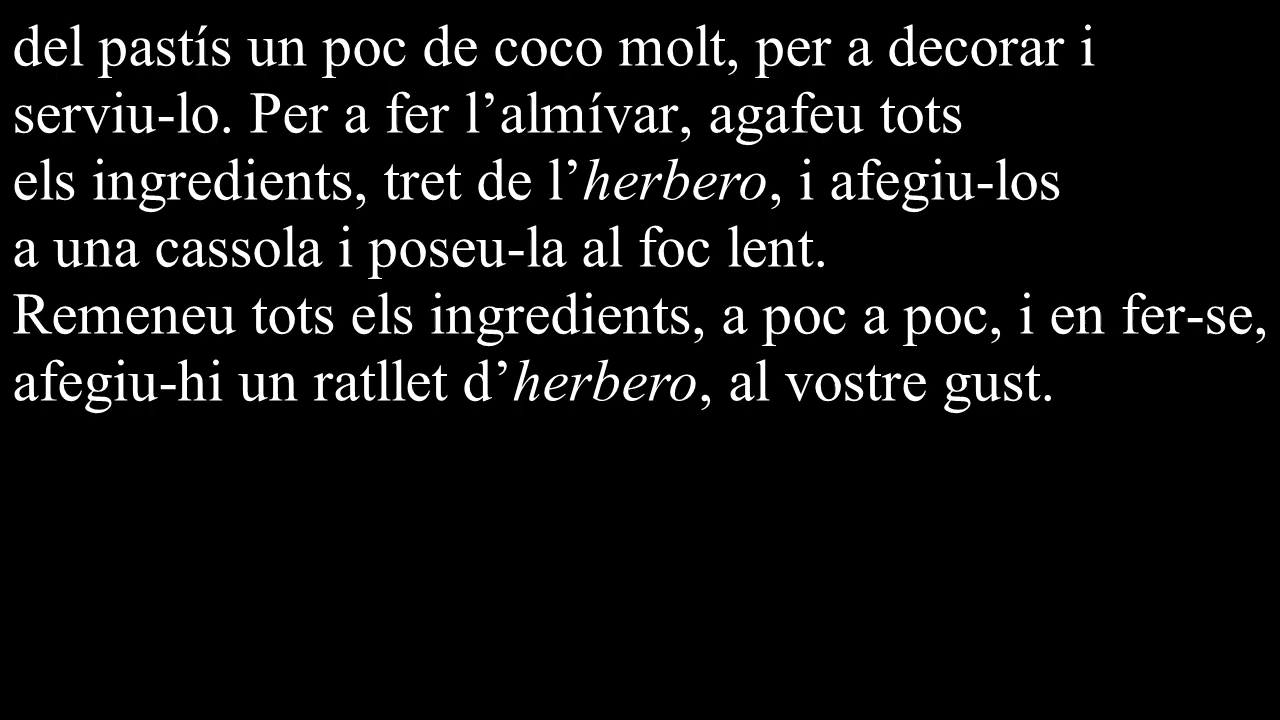 del pastís un poc de coco molt, per a decorar i
serviu-lo. Per a fer l’almívar, agafeu tots
els ingredients, tret de l’herbero, i afegiu-los
a una cassola i poseu-la al foc lent.
Remeneu tots els ingredients, a poc a poc, i en fer-se,
afegiu-hi un ratllet d’herbero, al vostre gust.